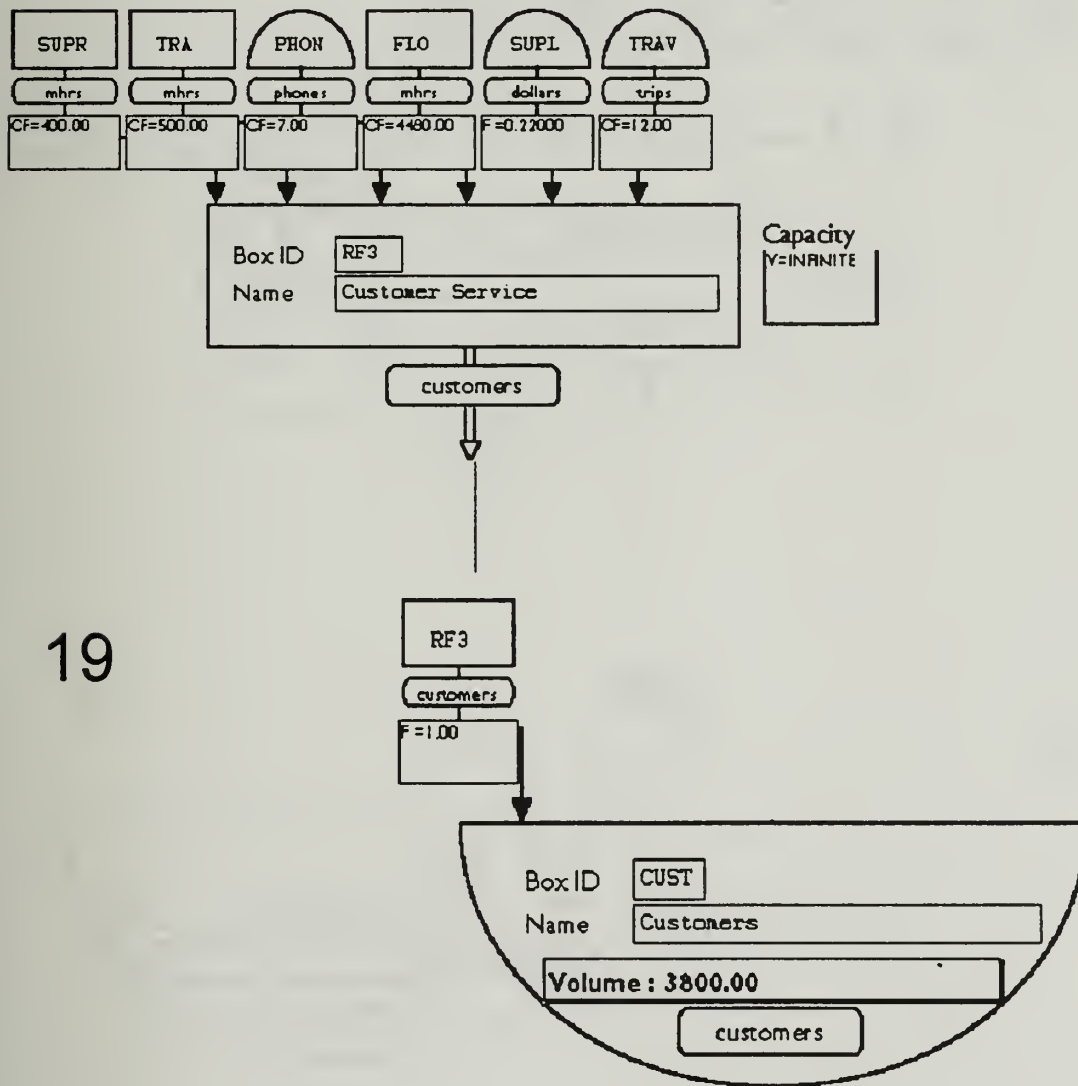 SUPR TRA PHON FLO SUPL TRAV
mhrs mhrs phones mhrs dollars trips
CF=400.00 CF=500.00 CF=7.00 CF=4480.00 F=0.22000 CF=12.00
Box ID RF3
Name Customer Service
Capacity
V=INFINITE
customers
19
RF3
customers
F=1.00
Box ID CUST
Name Customers
Volume: 3800.00
customers